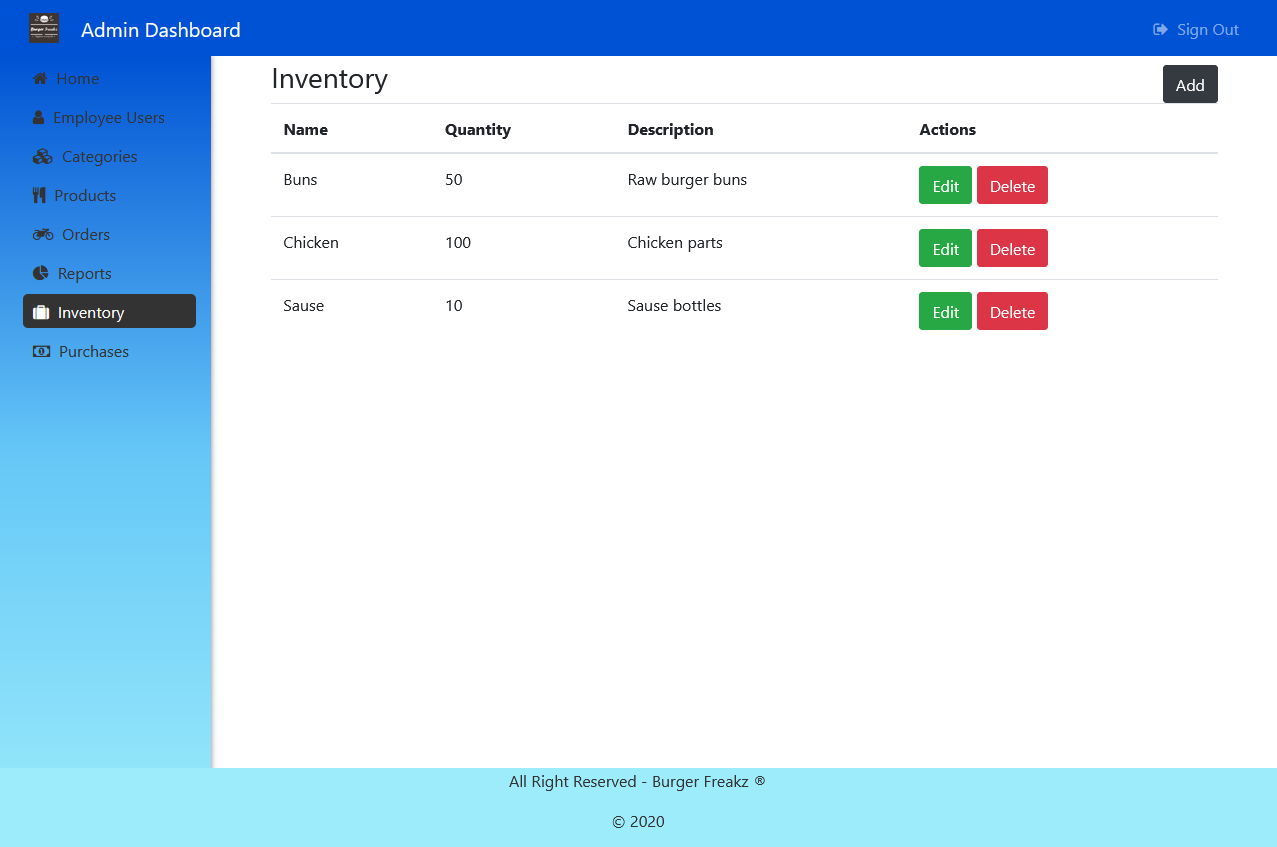 Burger Freakz
Admin Dashboard
Sign Out
Home
Employee Users
Categories
Products
Orders
Reports
Inventory
Purchases
Inventory
Add
Name Quantity Description Actions
Buns 50 Raw burger buns Edit Delete
Chicken 100 Chicken parts Edit Delete
Sause 10 Sause bottles Edit Delete
All Right Reserved - Burger Freakz ®
© 2020